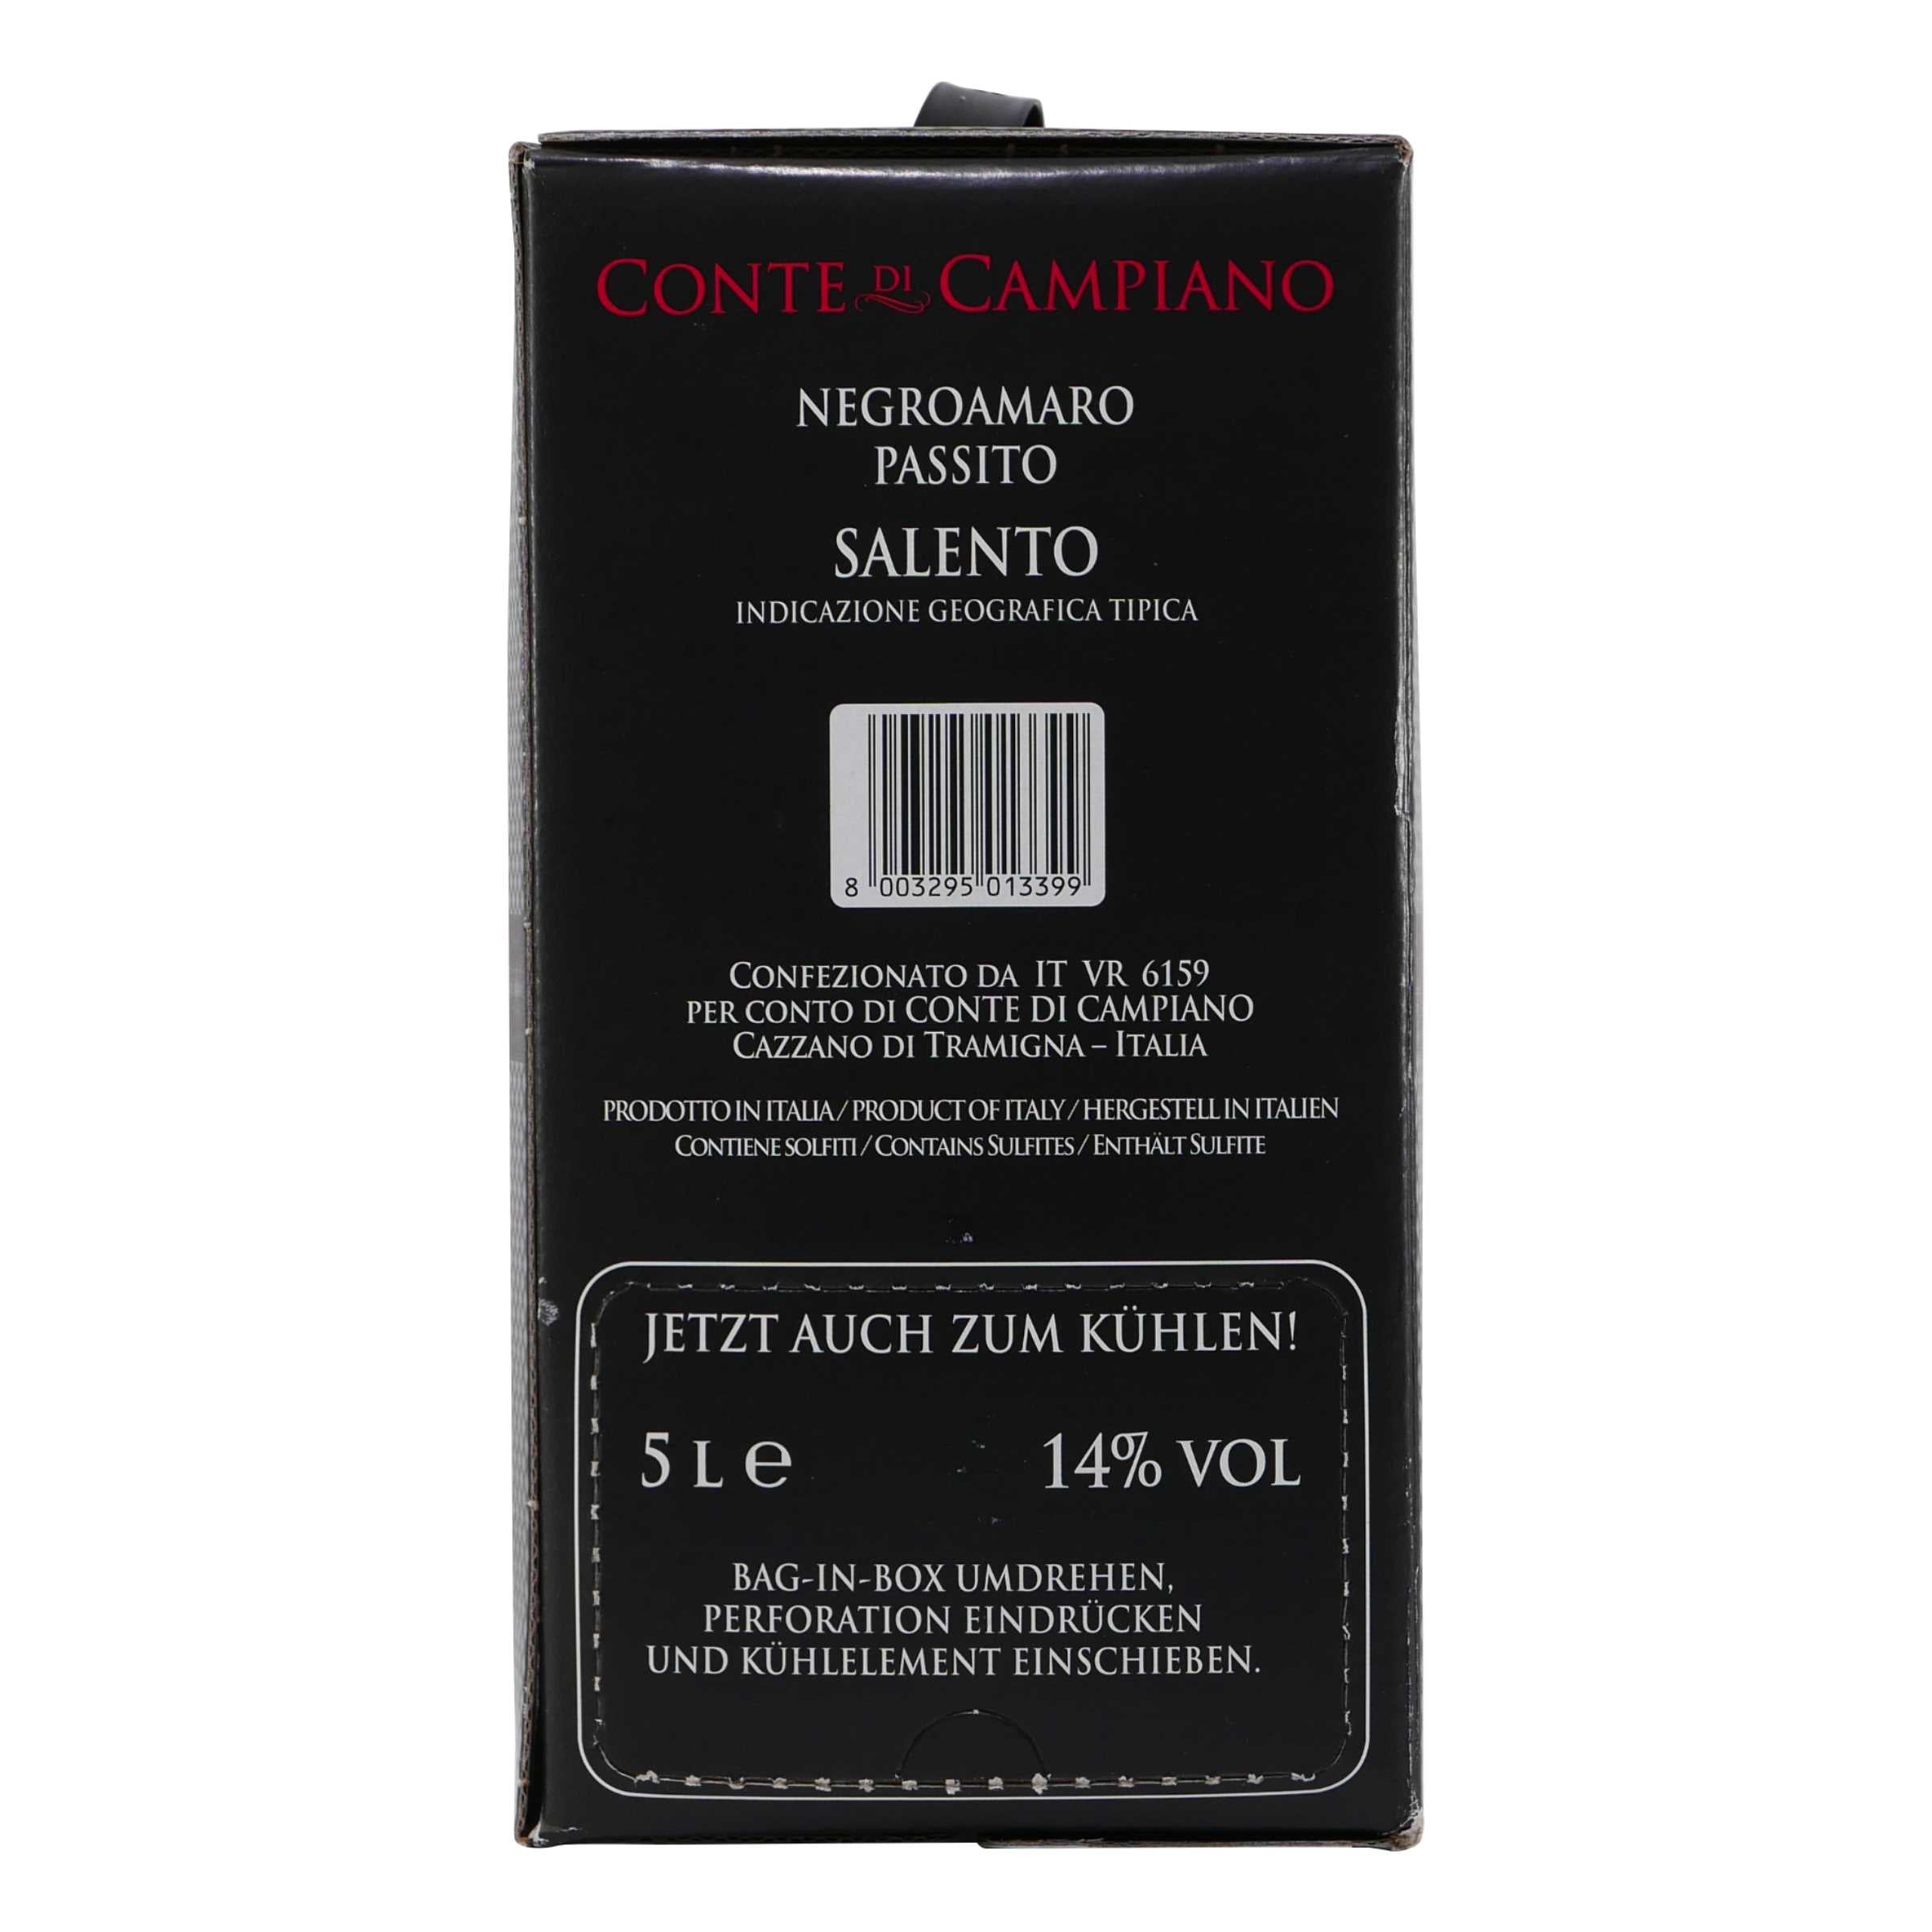 CONTE DI CAMPIANO
NEGROAMARO
PASSITO
SALENTO
INDICAZIONE GEOGRAFICA TIPICA
8 003295 013399
CONFEZIONATO DA IT VR 6159
PER CONTO DI CONTE DI CAMPIANO
CAZZANO DI TRAMIGNA – ITALIA
PRODOTTO IN ITALIA / PRODUCT OF ITALY / HERGESTELL IN ITALIEN
CONTIENE SOLFITI / CONTAINS SULFITES / ENTHÄLT SULFITE
JETZT AUCH ZUM KÜHLEN!
5 L e 14% VOL
BAG-IN-BOX UMDREHEN,
PERFORATION EINDRÜCKEN
UND KÜHLELEMENT EINSCHIEBEN.